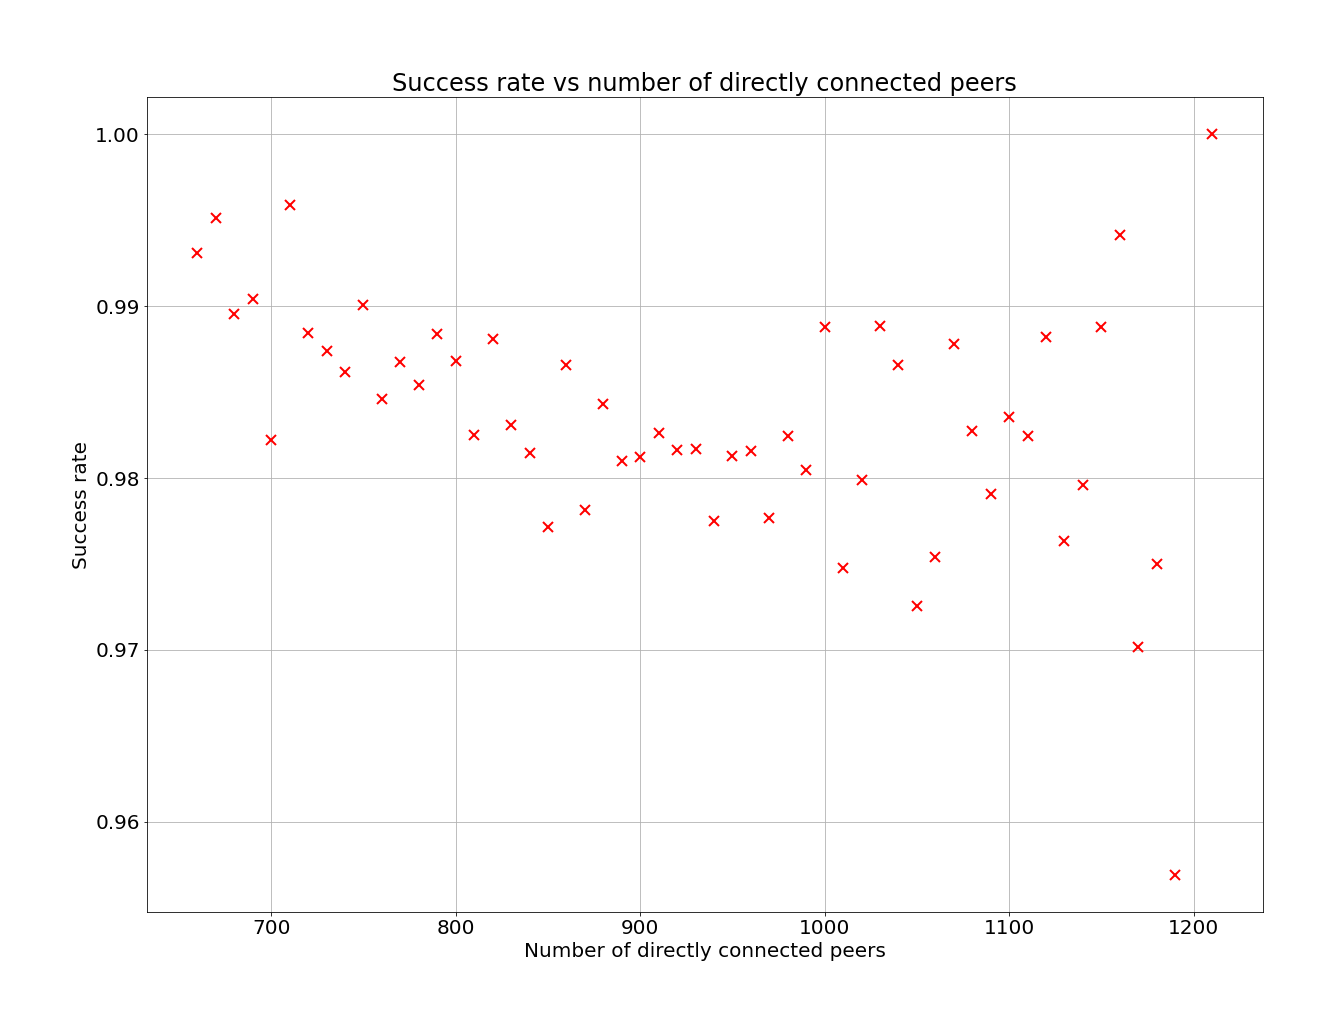 Success rate vs number of directly connected peers
1.00
0.99
0.98
0.97
0.96
Success rate
700 800 900 1000 1100 1200
Number of directly connected peers